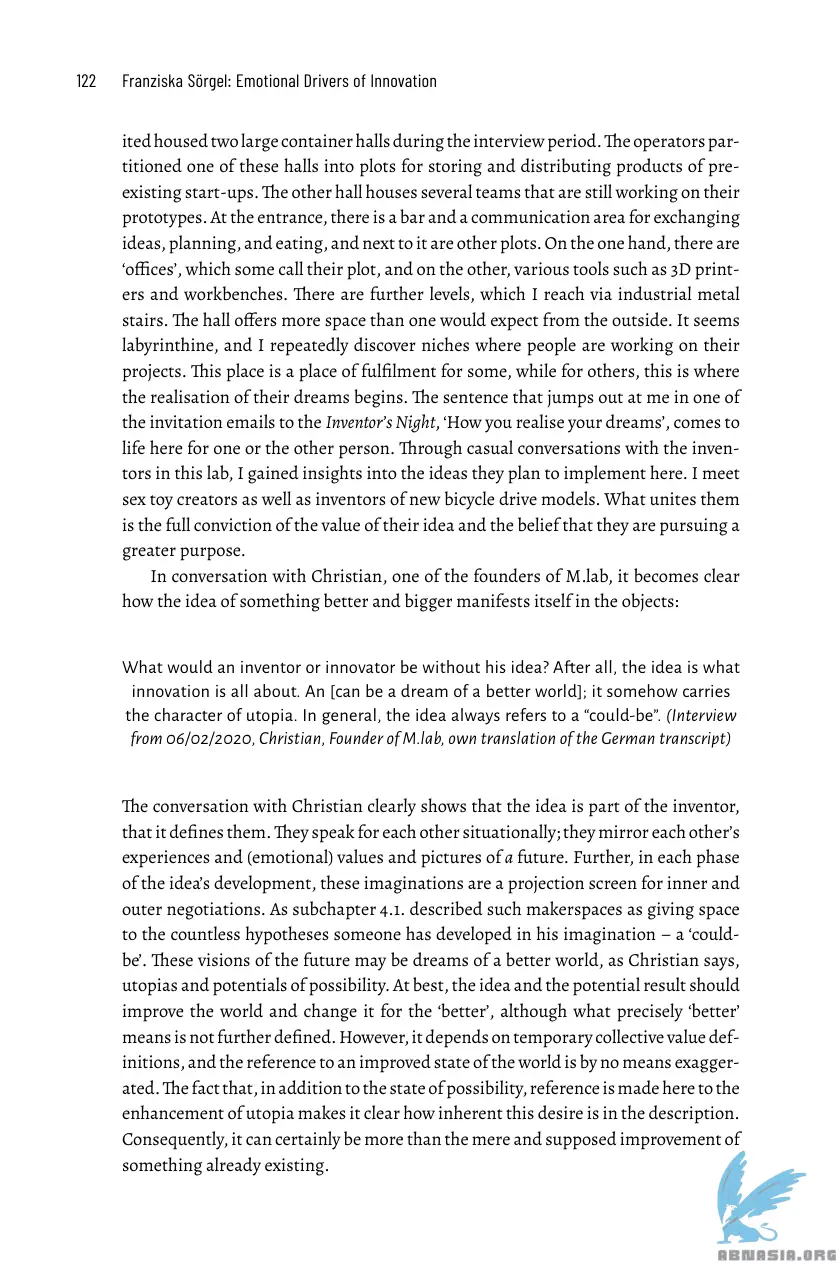 122 Franziska Sörgel: Emotional Drivers of Innovation
ited housed two large container halls during the interview period. The operators par-
titioned one of these halls into plots for storing and distributing products of pre-
existing start-ups. The other hall houses several teams that are still working on their
prototypes. At the entrance, there is a bar and a communication area for exchanging
ideas, planning, and eating, and next to it are other plots. On the one hand, there are
‘offices’, which some call their plot, and on the other, various tools such as 3D print-
ers and workbenches. There are further levels, which I reach via industrial metal
stairs. The hall offers more space than one would expect from the outside. It seems
labyrinthine, and I repeatedly discover niches where people are working on their
projects. This place is a place of fulfilment for some, while for others, this is where
the realisation of their dreams begins. The sentence that jumps out at me in one of
the invitation emails to the Inventor’s Night, ‘How you realise your dreams’, comes to
life here for one or the other person. Through casual conversations with the inven-
tors in this lab, I gained insights into the ideas they plan to implement here. I meet
sex toy creators as well as inventors of new bicycle drive models. What unites them
is the full conviction of the value of their idea and the belief that they are pursuing a
greater purpose.
In conversation with Christian, one of the founders of M.lab, it becomes clear
how the idea of something better and bigger manifests itself in the objects:
What would an inventor or innovator be without his idea? After all, the idea is what
innovation is all about. An [can be a dream of a better world]; it somehow carries
the character of utopia. In general, the idea always refers to a “could-be”. (Interview
from 06/02/2020, Christian, Founder of M.lab, own translation of the German transcript)
The conversation with Christian clearly shows that the idea is part of the inventor,
that it defines them. They speak for each other situationally; they mirror each other’s
experiences and (emotional) values and pictures of a future. Further, in each phase
of the idea’s development, these imaginations are a projection screen for inner and
outer negotiations. As subchapter 4.1. described such makerspaces as giving space
to the countless hypotheses someone has developed in his imagination – a ‘could-
be’. These visions of the future may be dreams of a better world, as Christian says,
utopias and potentials of possibility. At best, the idea and the potential result should
improve the world and change it for the ‘better’, although what precisely ‘better’
means is not further defined. However, it depends on temporary collective value def-
initions, and the reference to an improved state of the world is by no means exagger-
ated. The fact that, in addition to the state of possibility, reference is made here to the
enhancement of utopia makes it clear how inherent this desire is in the description.
Consequently, it can certainly be more than the mere and supposed improvement of
something already existing.
ABNASIA.ORG